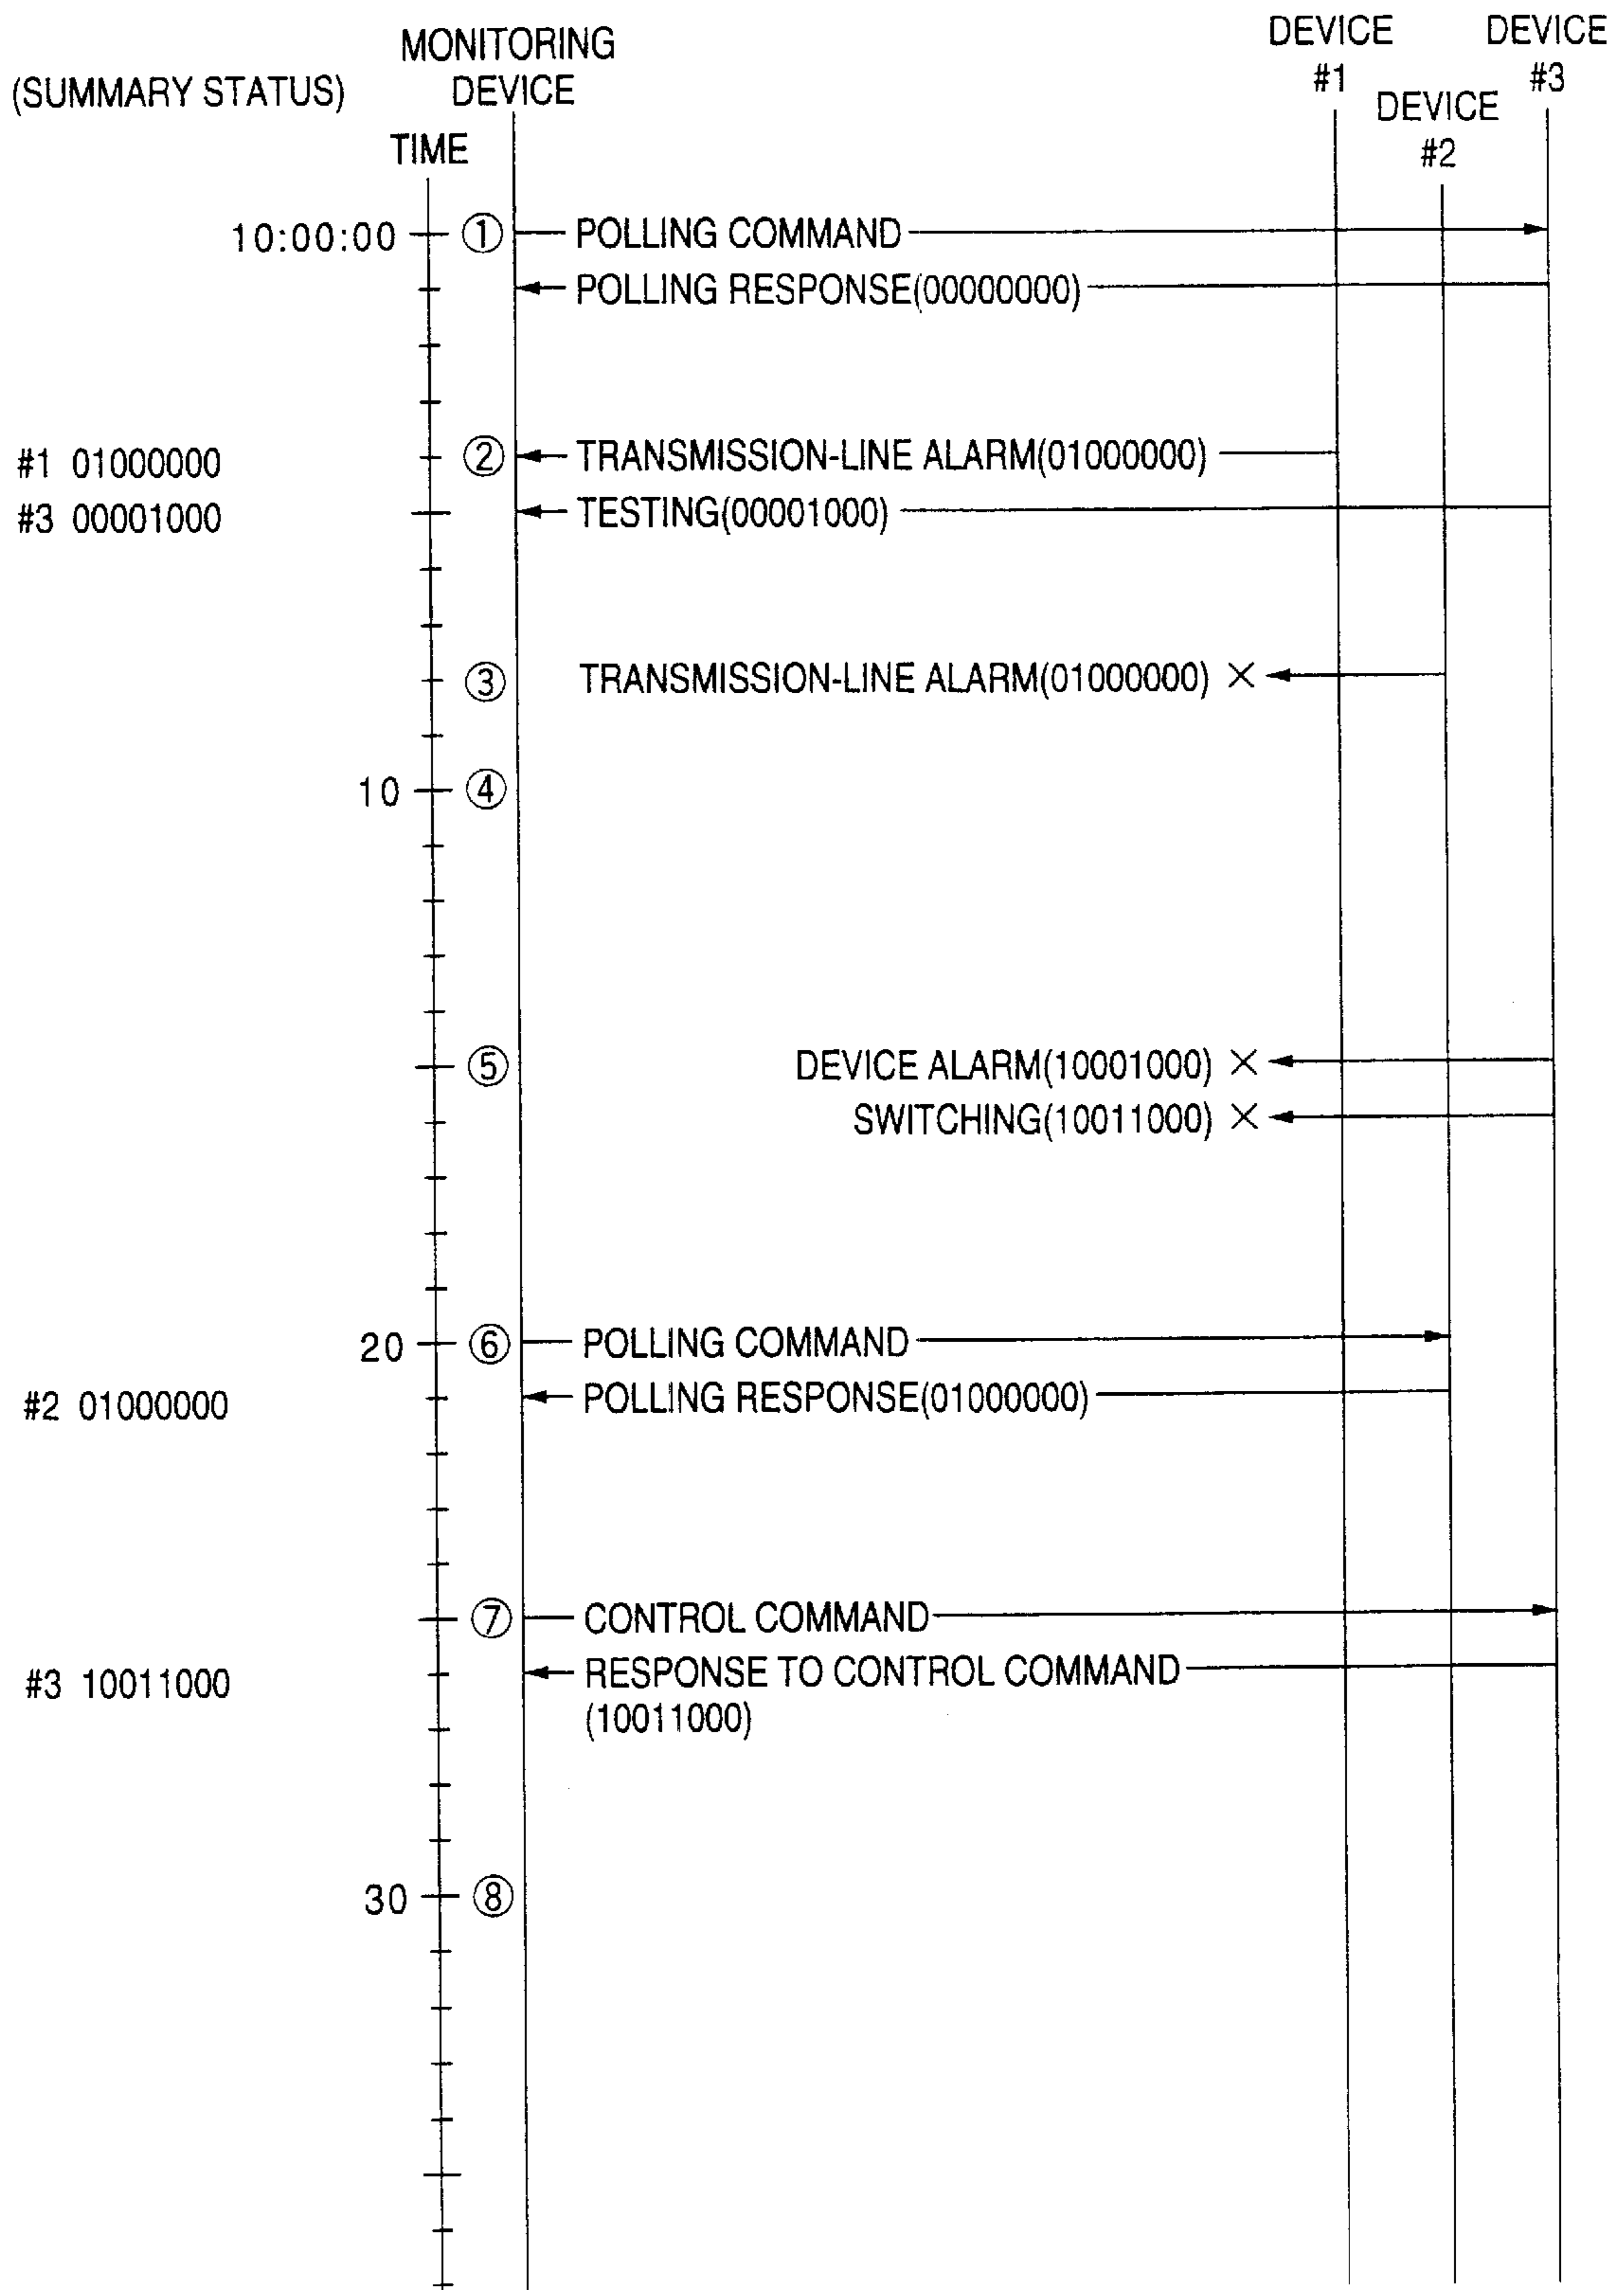 (SUMMARY STATUS)
MONITORING
DEVICE
DEVICE
#1
DEVICE
#2
DEVICE
#3
TIME
10:00:00 ① POLLING COMMAND
POLLING RESPONSE(00000000)
#1 01000000 ② TRANSMISSION-LINE ALARM(01000000)
#3 00001000 TESTING(00001000)
③ TRANSMISSION-LINE ALARM(01000000) ×
10 ④
⑤ DEVICE ALARM(10001000) ×
SWITCHING(10011000) ×
20 ⑥ POLLING COMMAND
#2 01000000 POLLING RESPONSE(01000000)
⑦ CONTROL COMMAND
#3 10011000 RESPONSE TO CONTROL COMMAND
(10011000)
30 ⑧